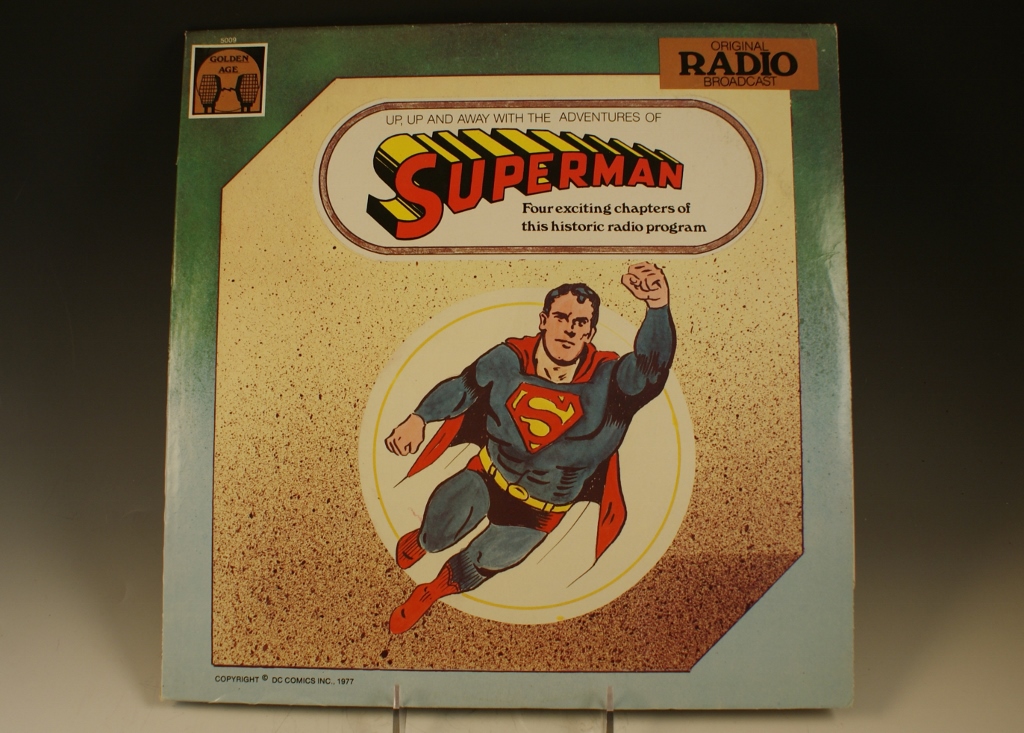 5009
GOLDEN
AGE
ORIGINAL
RADIO
BROADCAST
UP, UP AND AWAY WITH THE ADVENTURES OF
SUPERMAN
Four exciting chapters of
this historic radio program
S
COPYRIGHT © DC COMICS INC., 1977